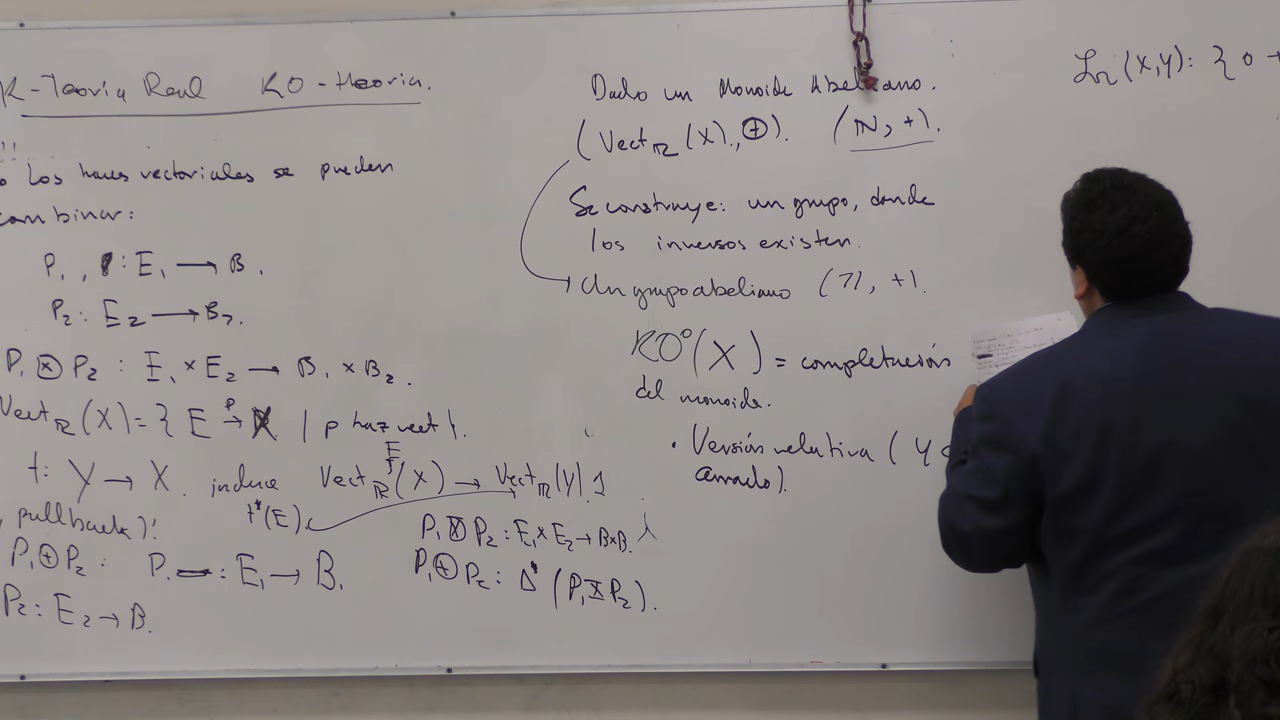 K-Teoría Real KO-teoría.
!!
Los haces vectoriales se pueden
combinar:
P₁, : E₁ → B.
P₂: E₂ → B₂.
P₁ ⊠ P₂ : E₁ × E₂ → B₁ × B₂.
Vect_ℝ(X) = { E →ᵖ X | p haz vect }.
f: Y → X. induce Vect_ℝ(X) → Vect_ℝ(Y).
E
f*(E)
pullback)!
P₁ ⊕ P₂ : P₁ : E₁ → B.
P₂: E₂ → B.
P₁ ⊠ P₂ : E₁ × E₂ → B×B.
P₁ ⊕ P₂ : Δ* (P₁ ⊠ P₂).
Dado un Monoide Abeliano.
(Vect_ℝ(X), ⊕). (ℕ, +).
Se construye: un grupo, donde
los inversos existen.
Un grupo abeliano (ℤ, +).
KO⁰(X) = completación
del monoide.
• Versión relativa ( Y ⊂
cerrado).
(X,Y): { 0 →